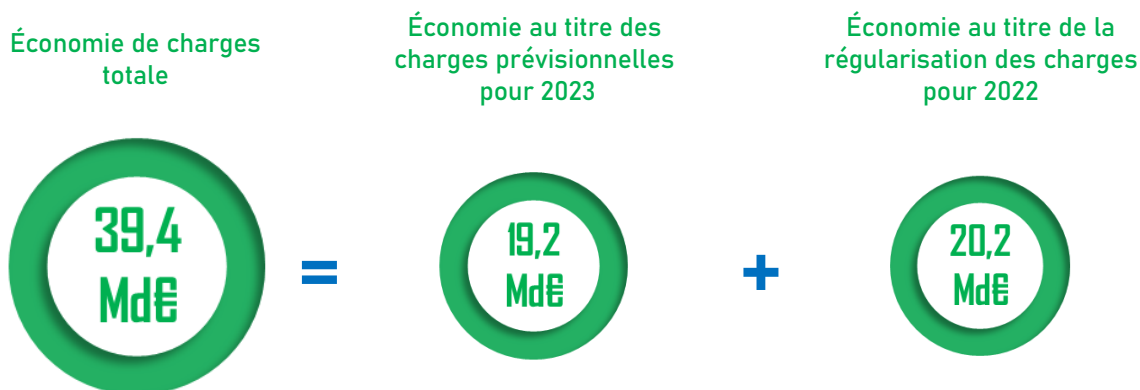 Économie de charges
totale
Économie au titre des
charges prévisionnelles
pour 2023
Économie au titre de la
régularisation des charges
pour 2022
39,4
Md€
=
19,2
Md€
+
20,2
Md€